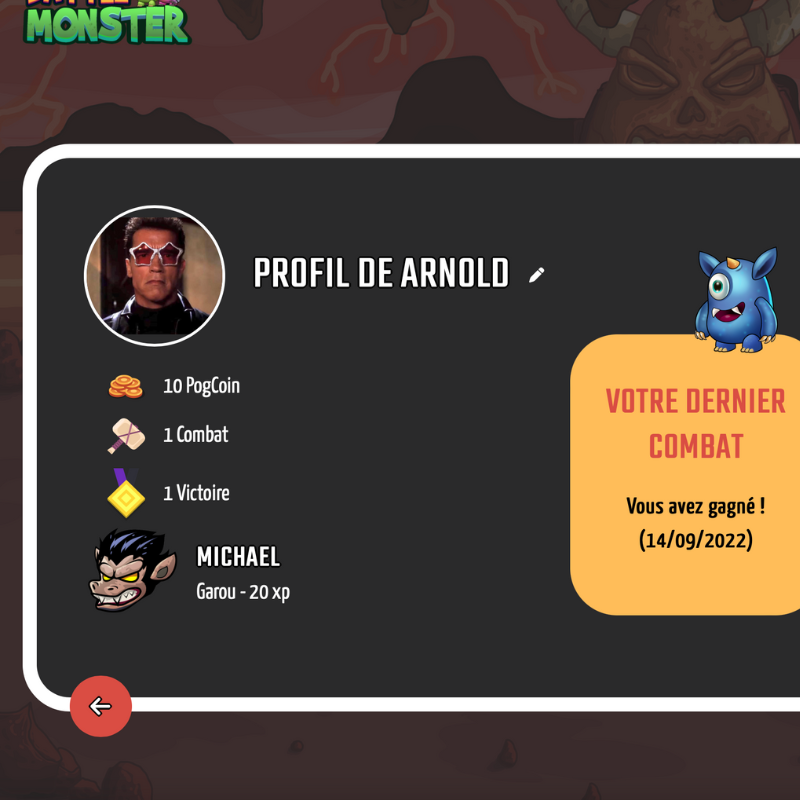 MONSTER
PROFIL DE ARNOLD
10 PogCoin
1 Combat
1 Victoire
MICHAEL
Garou - 20 xp
VOTRE DERNIER
COMBAT
Vous avez gagné !
(14/09/2022)